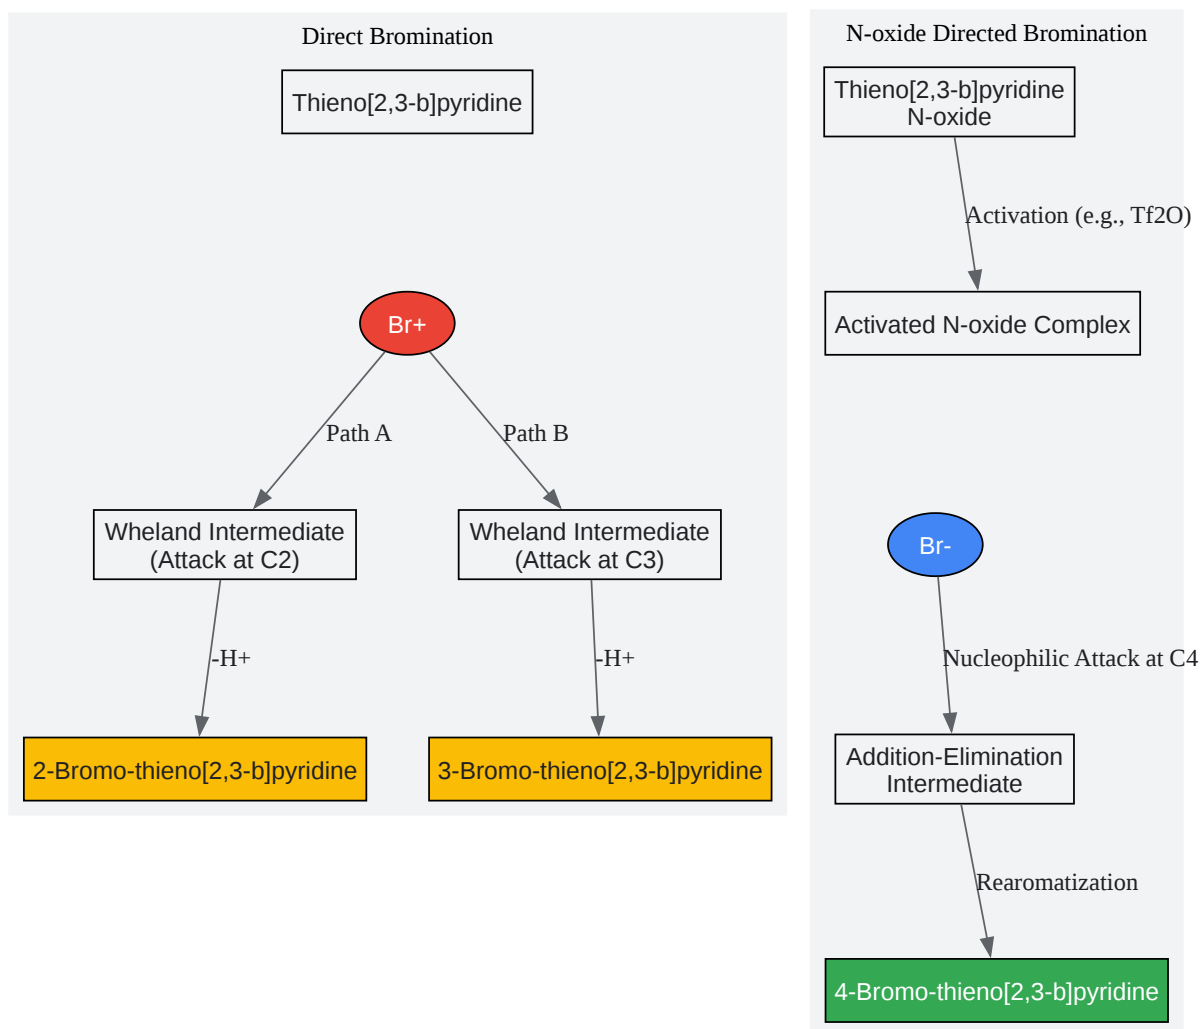 Direct Bromination
Thieno[2,3-b]pyridine
Br+
Path A
Path B
Wheland Intermediate
(Attack at C2)
Wheland Intermediate
(Attack at C3)
-H+
-H+
2-Bromo-thieno[2,3-b]pyridine
3-Bromo-thieno[2,3-b]pyridine
N-oxide Directed Bromination
Thieno[2,3-b]pyridine
N-oxide
Activation (e.g., Tf2O)
Activated N-oxide Complex
Br-
Nucleophilic Attack at C4
Addition-Elimination
Intermediate
Rearomatization
4-Bromo-thieno[2,3-b]pyridine